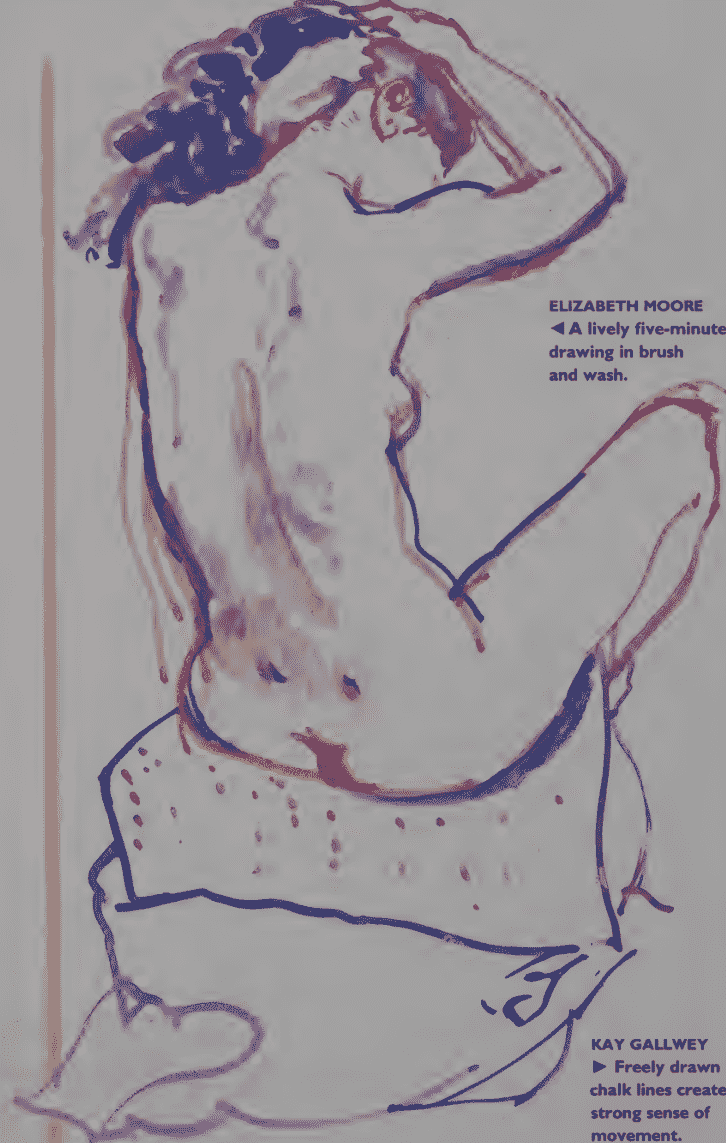 ELIZABETH MOORE
◄ A lively five-minute
drawing in brush
and wash.
KAY GALLWEY
► Freely drawn
chalk lines create
strong sense of
movement.